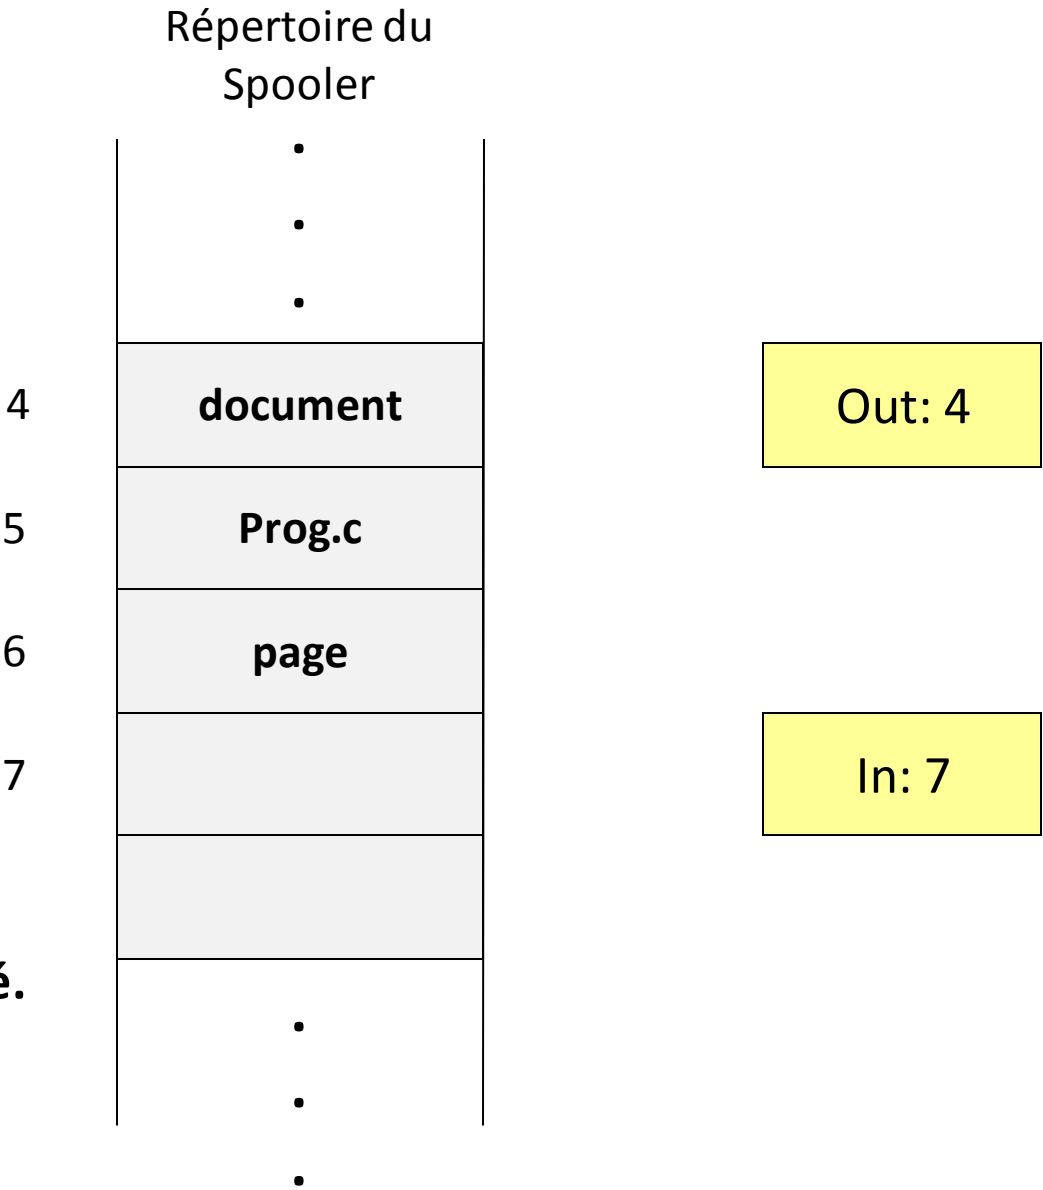 Répertoire du
Spooler
.
.
.
4 document Out: 4
5 Prog.c
6 page
7 In: 7
é.
.
.
.